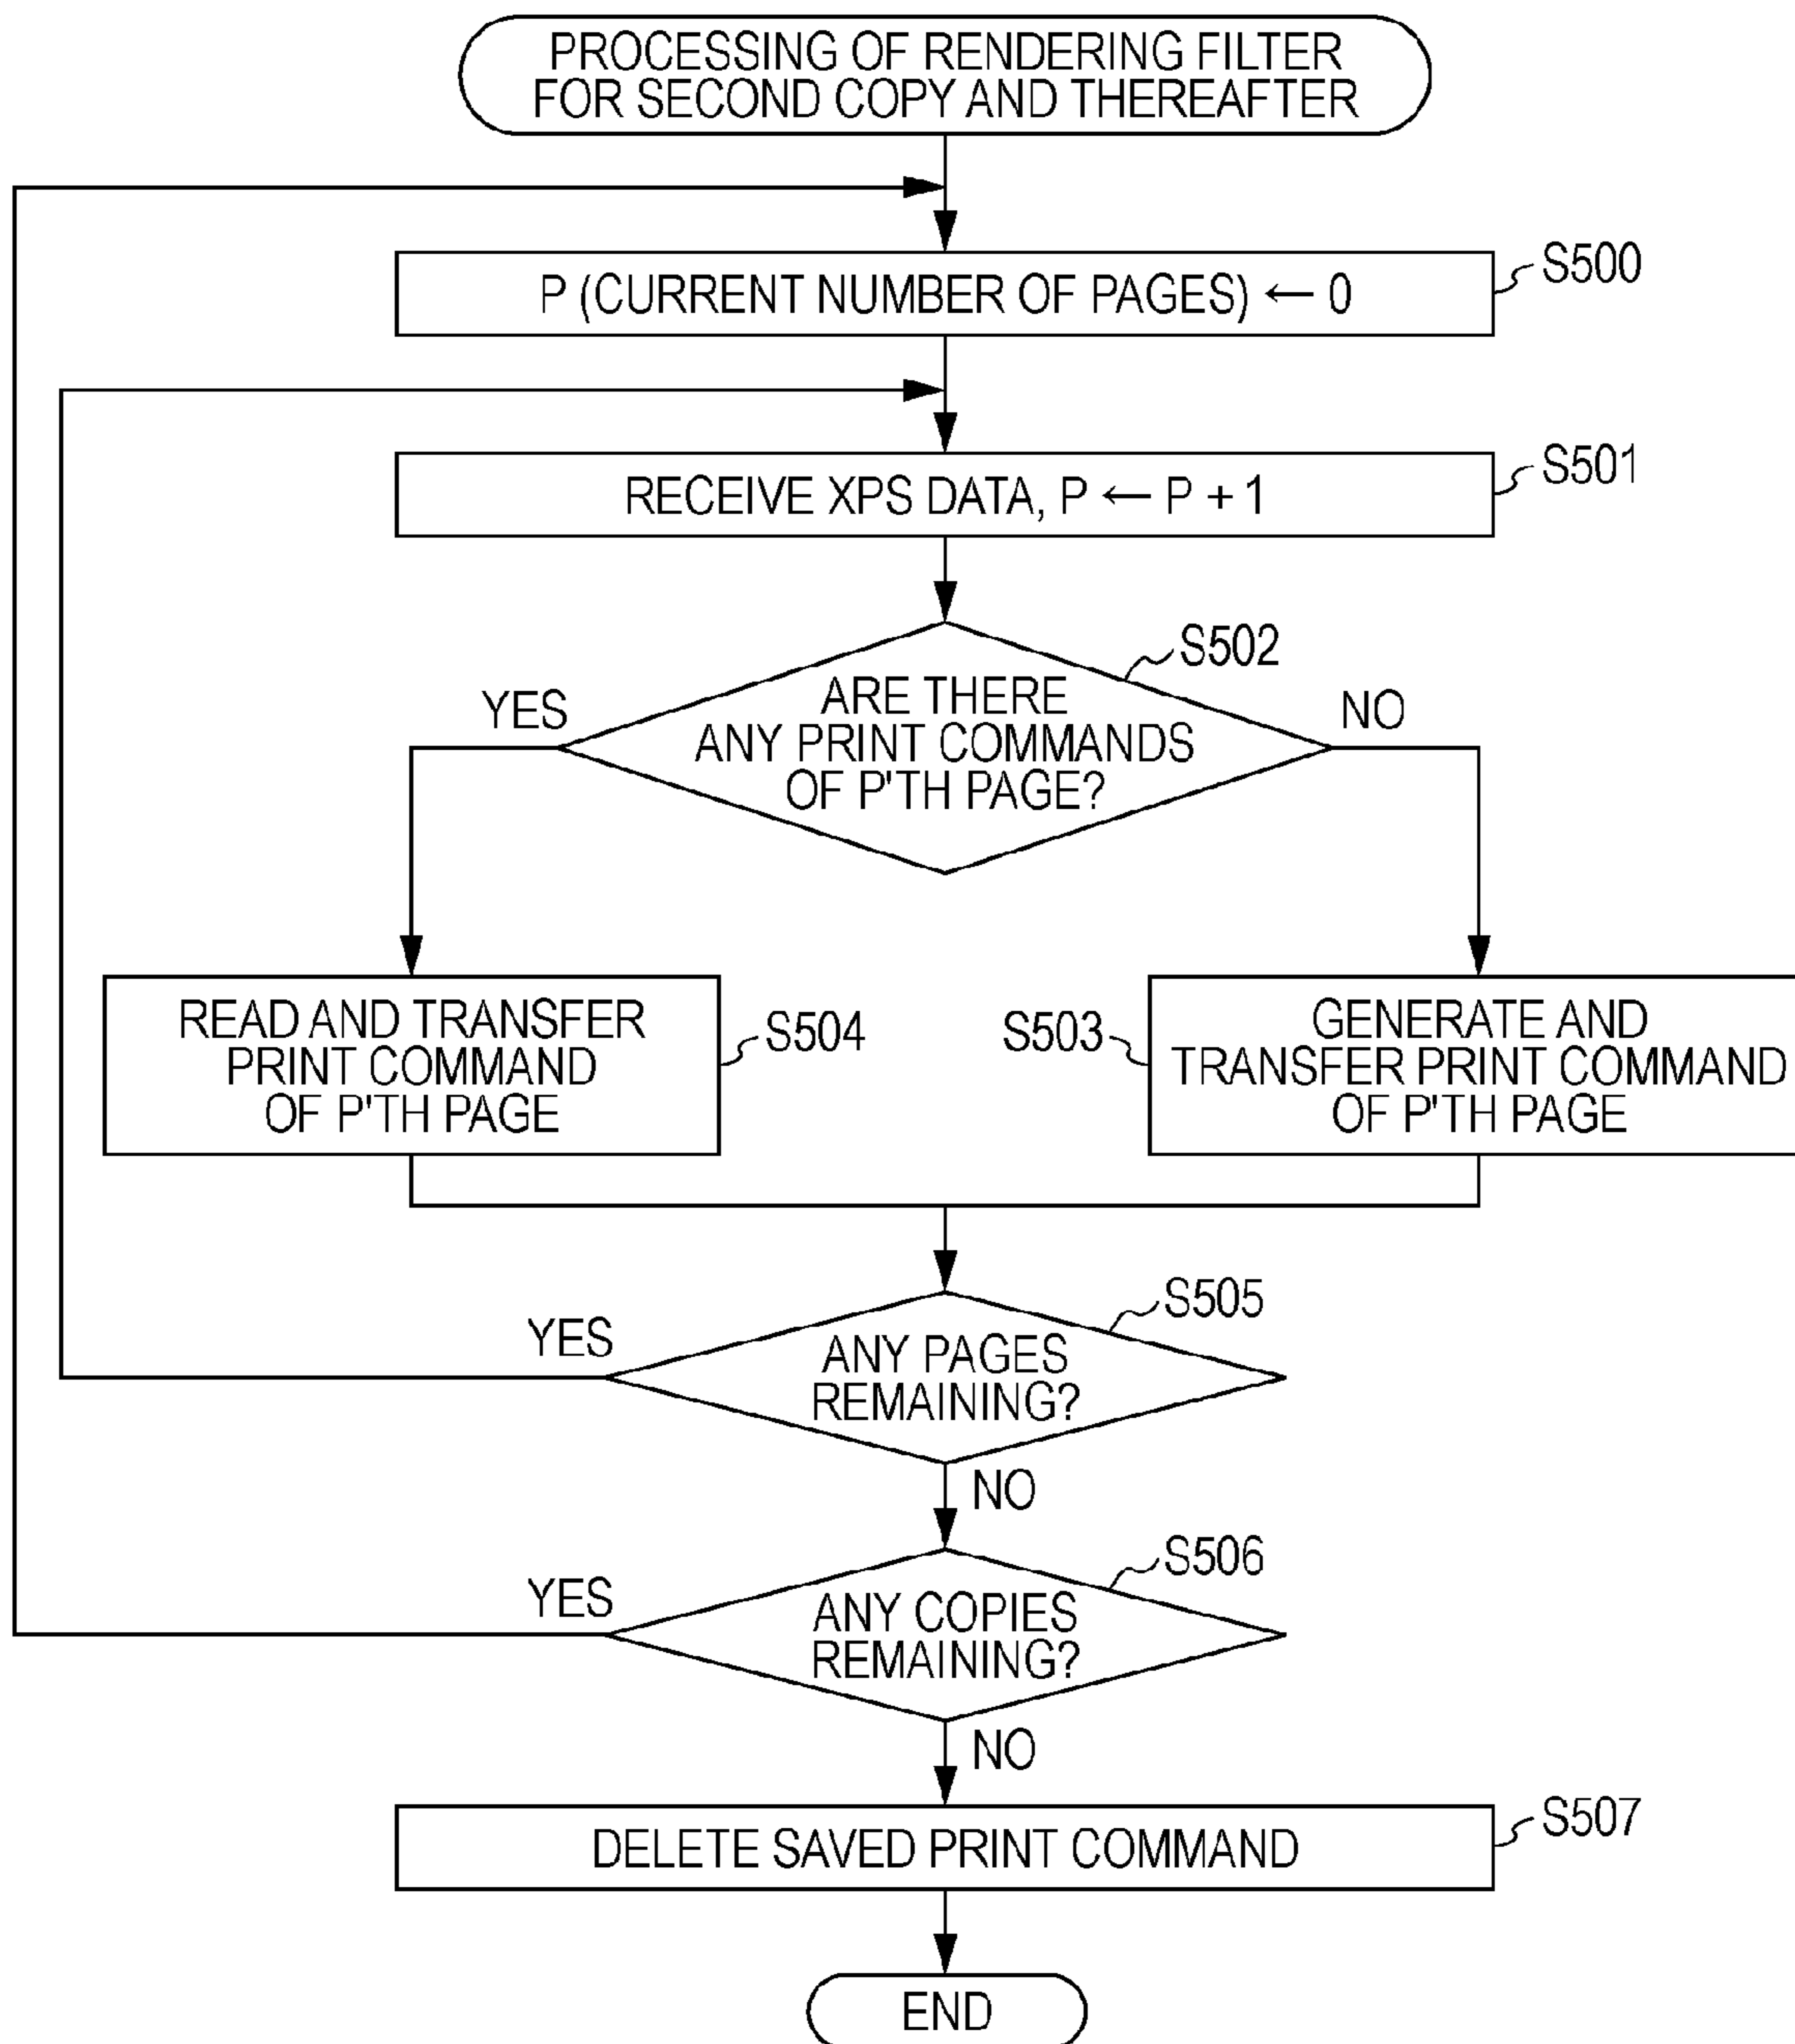 PROCESSING OF RENDERING FILTER
FOR SECOND COPY AND THEREAFTER
P (CURRENT NUMBER OF PAGES) ← 0
S500
RECEIVE XPS DATA, P ← P + 1
S501
S502
YES
ARE THERE
ANY PRINT COMMANDS
OF P'TH PAGE?
NO
READ AND TRANSFER
PRINT COMMAND
OF P'TH PAGE
S504
S503
GENERATE AND
TRANSFER PRINT COMMAND
OF P'TH PAGE
S505
YES
ANY PAGES
REMAINING?
NO
S506
YES
ANY COPIES
REMAINING?
NO
DELETE SAVED PRINT COMMAND
S507
END